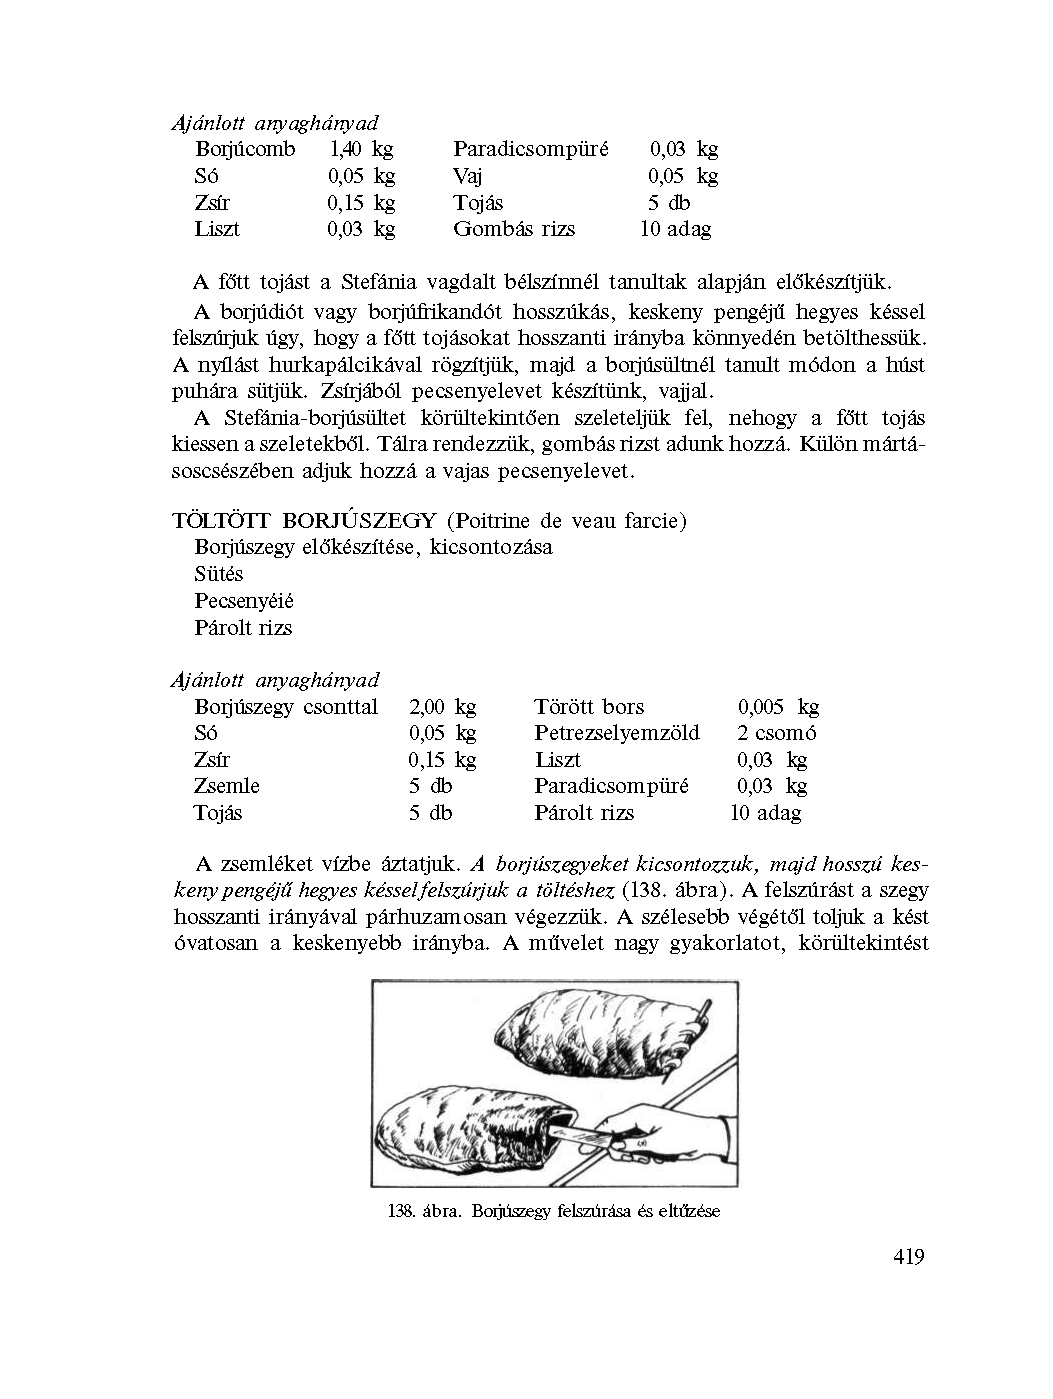 Ajánlott anyaghányad
Borjúcomb 1,40 kg Paradicsompüré 0,03 kg
Só 0,05 kg Vaj 0,05 kg
Zsír 0,15 kg Tojás 5 db
Liszt 0,03 kg Gombás rizs 10 adag
A főtt tojást a Stefánia vagdalt bélszínnél tanultak alapján előkészítjük.
A borjúdiót vagy borjúfrikandót hosszúkás, keskeny pengéjű hegyes késsel
felszúrjuk úgy, hogy a főtt tojásokat hosszanti irányba könnyedén betölthessük.
A nyílást hurkapálcikával rögzítjük, majd a borjúsültnél tanult módon a húst
puhára sütjük. Zsírjából pecsenyelevet készítünk, vajjal.
A Stefánia-borjúsültet körültekintően szeleteljük fel, nehogy a főtt tojás
kiessen a szeletekből. Tálra rendezzük, gombás rizst adunk hozzá. Külön mártá-
soscsészében adjuk hozzá a vajas pecsenyelevet.
TÖLTÖTT BORJÚSZEGY (Poitrine de veau farcie)
Borjúszegy előkészítése, kicsontozása
Sütés
Pecsenyéié
Párolt rizs
Ajánlott anyaghányad
Borjúszegy csonttal 2,00 kg Törött bors 0,005 kg
Só 0,05 kg Petrezselyemzöld 2 csomó
Zsír 0,15 kg Liszt 0,03 kg
Zsemle 5 db Paradicsompüré 0,03 kg
Tojás 5 db Párolt rizs 10 adag
A zsemléket vízbe áztatjuk. A borjúszegyeket kicsontozzuk, majd hosszú kes-
keny pengéjű hegyes késsel felszúrjuk a töltéshez (138. ábra). A felszúrást a szegy
hosszanti irányával párhuzamosan végezzük. A szélesebb végétől toljuk a kést
óvatosan a keskenyebb irányba. A művelet nagy gyakorlatot, körültekintést
138. ábra. Borjúszegy felszúrása és eltűzése
419